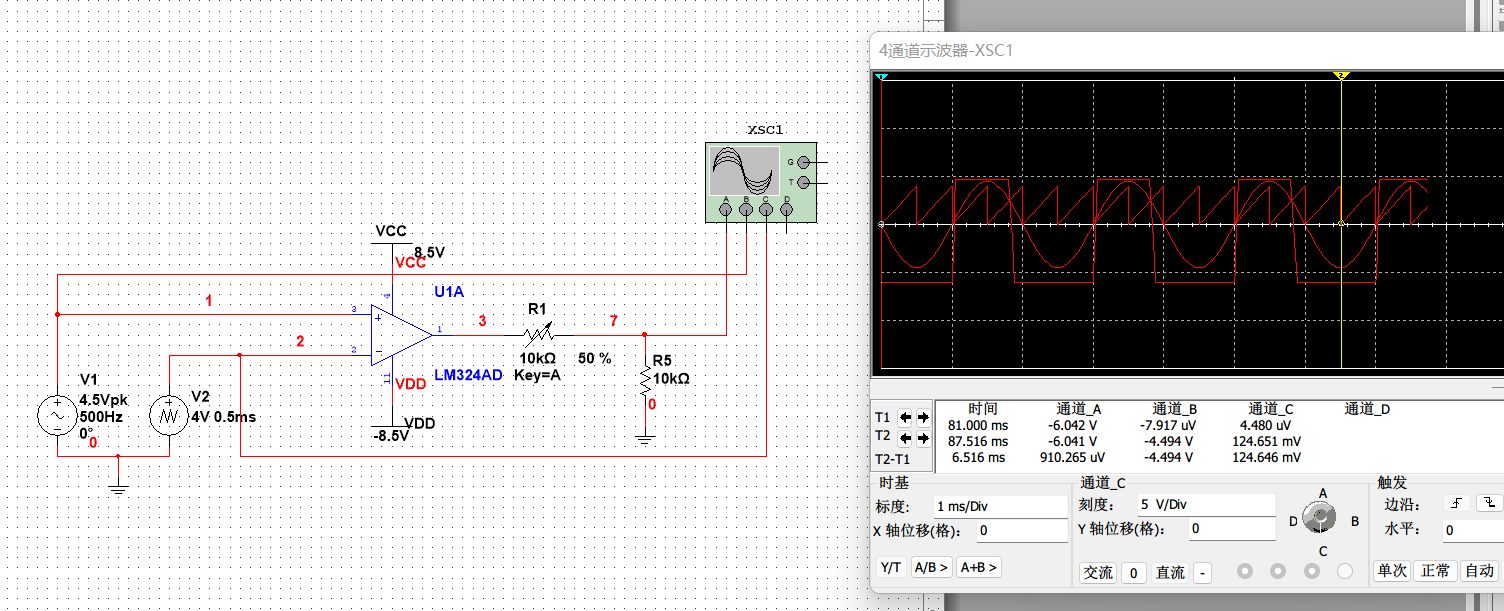 4通道示波器-XSC1
XSC1
G
T
A B C D
VCC
8.5V
VCC
U1A
4
1
3
+
2
−
1
11
2
3
7
R1
10kΩ
50 %
Key=A
LM324AD
VDD
VDD
-8.5V
R5
10kΩ
0
V1
4.5Vpk
500Hz
0°
0
V2
4V 0.5ms
时间 通道_A 通道_B 通道_C 通道_D
T1 81.000 ms -6.042 V -7.917 uV 4.480 uV
T2 87.516 ms -6.041 V -4.494 V 124.651 mV
T2-T1 6.516 ms 910.265 uV -4.494 V 124.646 mV
时基
标度: 1 ms/Div
X 轴位移(格): 0
Y/T A/B > A+B >
通道_C
刻度: 5 V/Div
Y 轴位移(格): 0
交流 0 直流 -
A
D B
C
触发
边沿:
水平: 0
单次 正常 自动